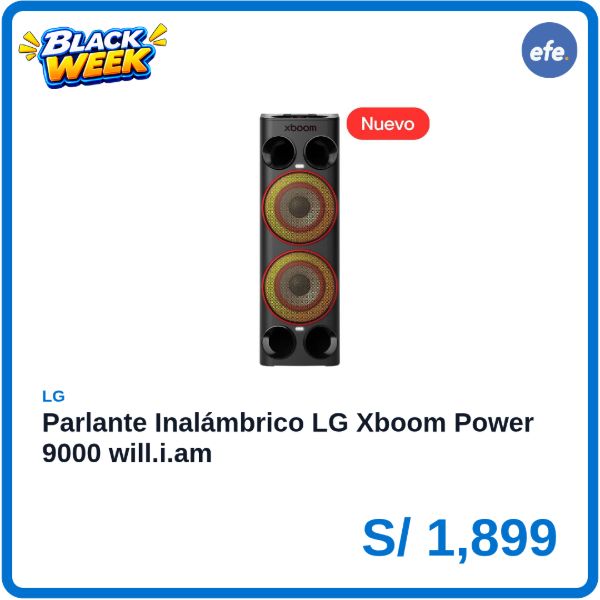 BLACK
WEEK
efe.
Nuevo
xboom
LG
Parlante Inalámbrico LG Xboom Power
9000 will.i.am
S/ 1,899